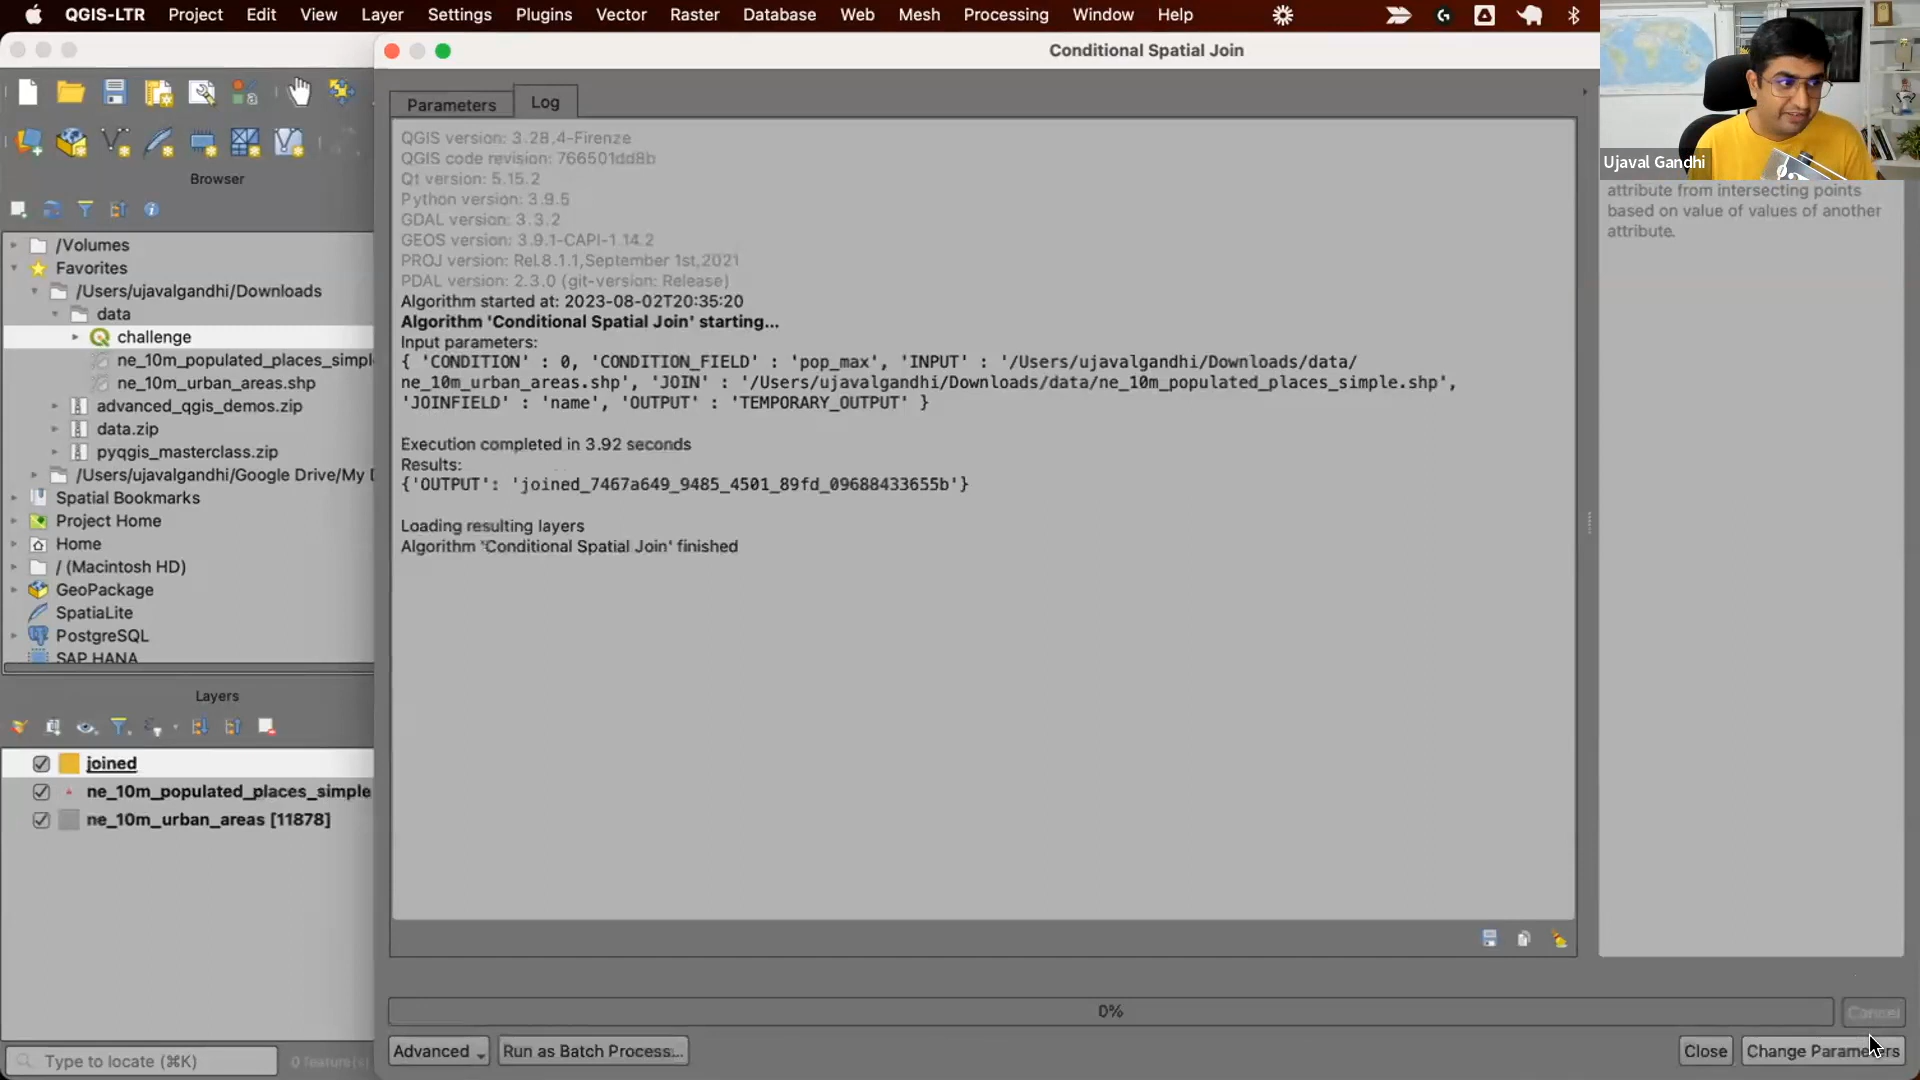 QGIS-LTR Project Edit View Layer Settings Plugins Vector Raster Database Web Mesh Processing Window Help
Conditional Spatial Join
Parameters Log
QGIS version: 3.28.4-Firenze
QGIS code revision: 766501dd8b
Qt version: 5.15.2
Python version: 3.9.5
GDAL version: 3.3.2
GEOS version: 3.9.1-CAPI-1.14.2
PROJ version: Rel.8.1.1,September 1st,2021
PDAL version: 2.3.0 (git-version: Release)
Algorithm started at: 2023-08-02T20:35:20
Algorithm 'Conditional Spatial Join' starting...
Input parameters:
{ 'CONDITION' : 0, 'CONDITION_FIELD' : 'pop_max', 'INPUT' : '/Users/ujavalgandhi/Downloads/data/
ne_10m_urban_areas.shp', 'JOIN' : '/Users/ujavalgandhi/Downloads/data/ne_10m_populated_places_simple.shp',
'JOINFIELD' : 'name', 'OUTPUT' : 'TEMPORARY_OUTPUT' }
Execution completed in 3.92 seconds
Results:
{'OUTPUT': 'joined_7467a649_9485_4501_89fd_09688433655b'}
Loading resulting layers
Algorithm 'Conditional Spatial Join' finished
Ujaval Gandhi
attribute from intersecting points
based on value of values of another
attribute.
Browser
/Volumes
Favorites
/Users/ujavalgandhi/Downloads
data
challenge
ne_10m_populated_places_simple
ne_10m_urban_areas.shp
advanced_qgis_demos.zip
data.zip
pyqgis_masterclass.zip
/Users/ujavalgandhi/Google Drive/My D
Spatial Bookmarks
Project Home
Home
/ (Macintosh HD)
GeoPackage
SpatiaLite
PostgreSQL
SAP HANA
Layers
joined
ne_10m_populated_places_simple
ne_10m_urban_areas [11878]
Type to locate (⌘K)
0 feature(s)
0%
Cancel
Advanced
Run as Batch Process...
Close
Change Parameters